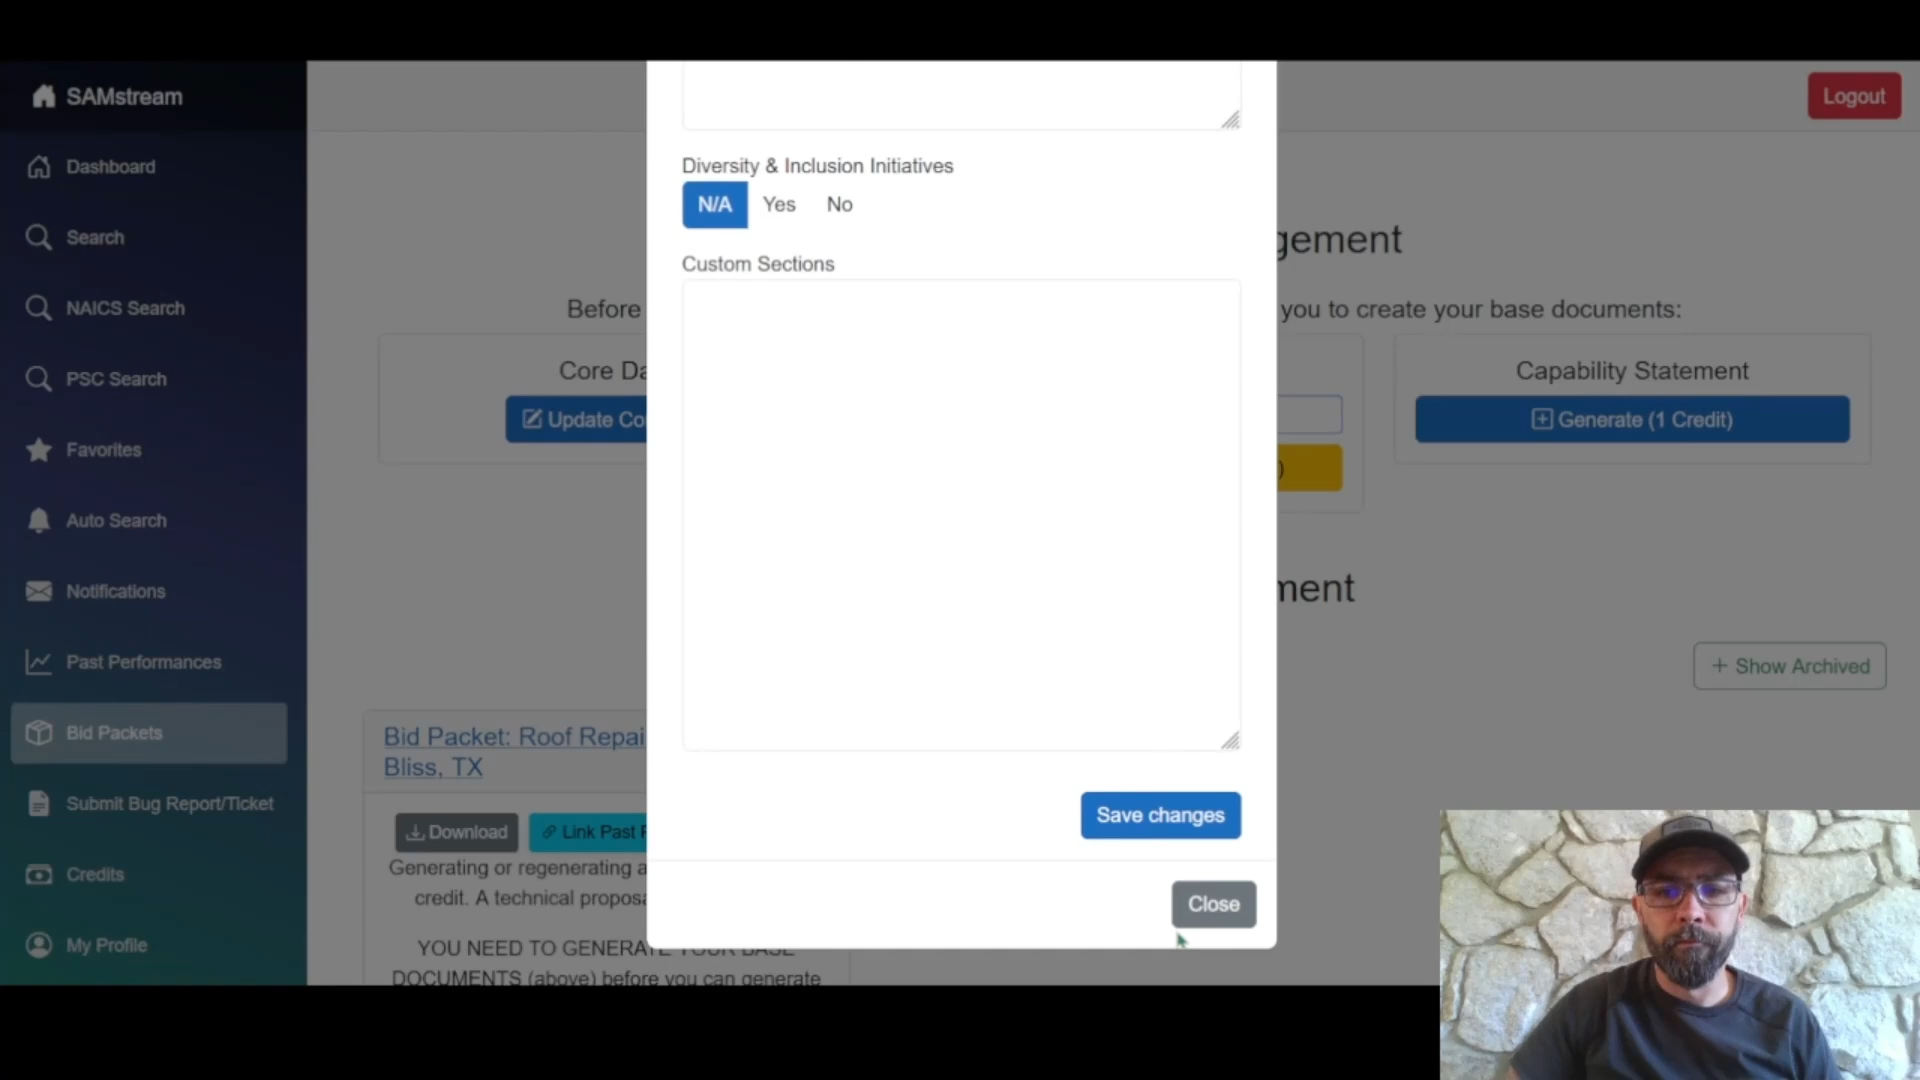 SAMstream
Logout
Dashboard
Search
NAICS Search
PSC Search
Favorites
Auto Search
Notifications
Past Performances
Bid Packets
Submit Bug Report/Ticket
Credits
My Profile
Diversity & Inclusion Initiatives
N/A Yes No
Custom Sections
Save changes
Close
gement
Before
you to create your base documents:
Core Da
Update Co
)
Capability Statement
Generate (1 Credit)
ment
+ Show Archived
Bid Packet: Roof Repai
Bliss, TX
Download
Link Past
Generating or regenerating a
credit. A technical propos
YOU NEED TO GENERATE YOUR BASE
DOCUMENTS (above) before you can generate